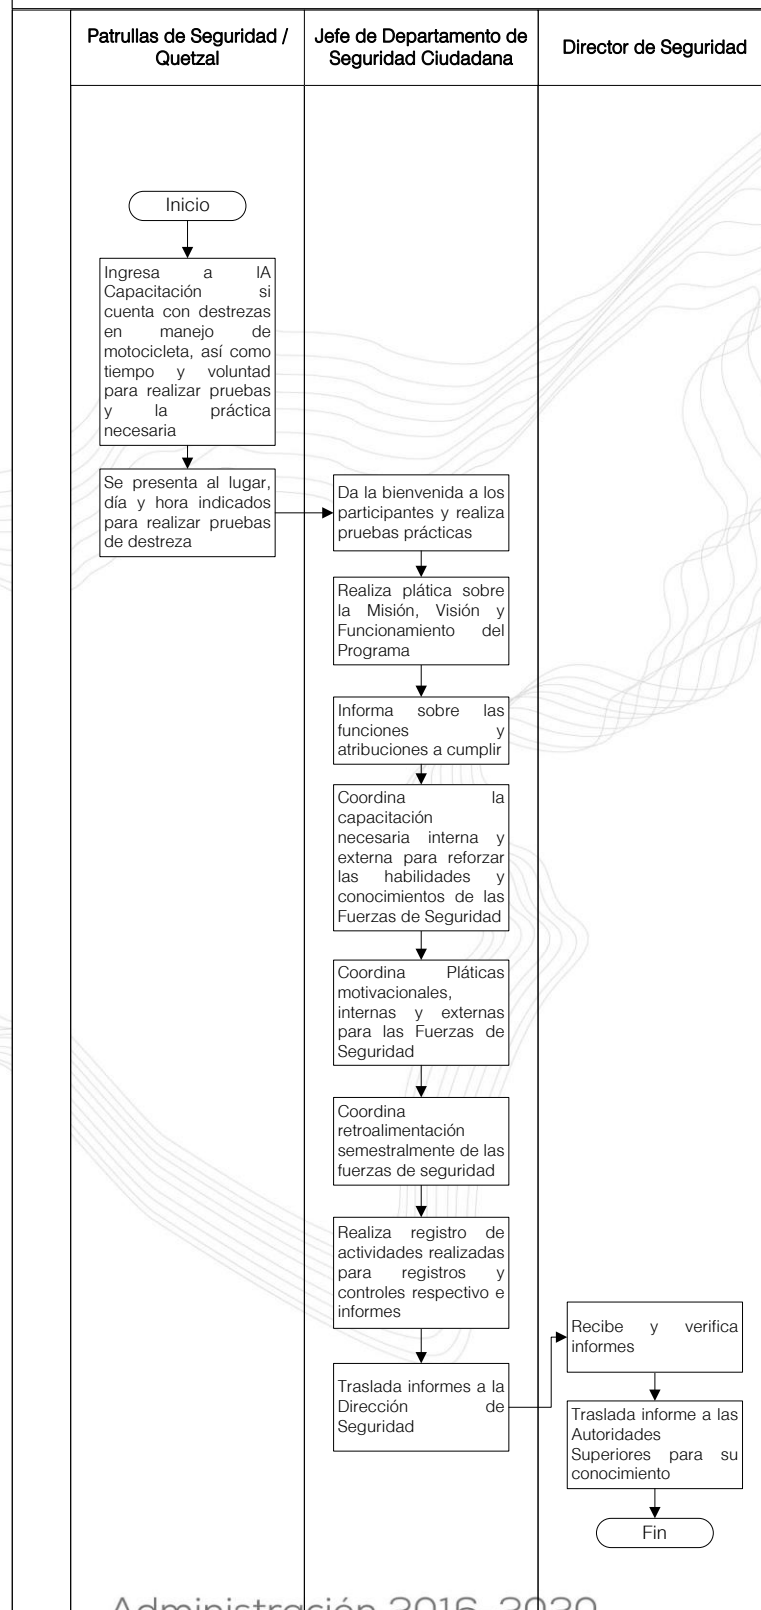 Patrullas de Seguridad /
Quetzal
Jefe de Departamento de
Seguridad Ciudadana
Director de Seguridad
Inicio
Ingresa a lA
Capacitación si
cuenta con destrezas
en manejo de
motocicleta, así como
tiempo y voluntad
para realizar pruebas
y la práctica
necesaria
Se presenta al lugar,
día y hora indicados
para realizar pruebas
de destreza
Da la bienvenida a los
participantes y realiza
pruebas prácticas
Realiza plática sobre
la Misión, Visión y
Funcionamiento del
Programa
Informa sobre las
funciones y
atribuciones a cumplir
Coordina la
capacitación
necesaria interna y
externa para reforzar
las habilidades y
conocimientos de las
Fuerzas de Seguridad
Coordina Pláticas
motivacionales,
internas y externas
para las Fuerzas de
Seguridad
Coordina
retroalimentación
semestralmente de las
fuerzas de seguridad
Realiza registro de
actividades realizadas
para registros y
controles respectivo e
informes
Traslada informes a la
Dirección de
Seguridad
Recibe y verifica
informes
Traslada informe a las
Autoridades
Superiores para su
conocimiento
Fin
Administración 2016-2020